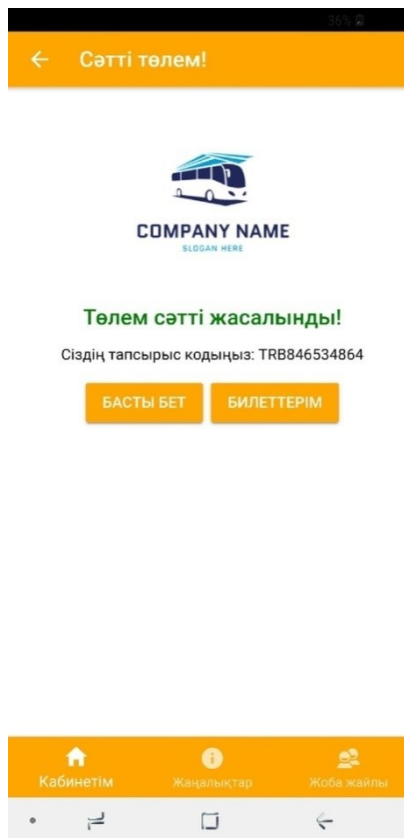 36%
Сәтті төлем!
COMPANY NAME
SLOGAN HERE
Төлем сәтті жасалынды!
Сіздің тапсырыс кодыңыз: TRB846534864
БАСТЫ БЕТ БИЛЕТТЕРІМ
Кабинетім Жаңалықтар Жоба жайлы